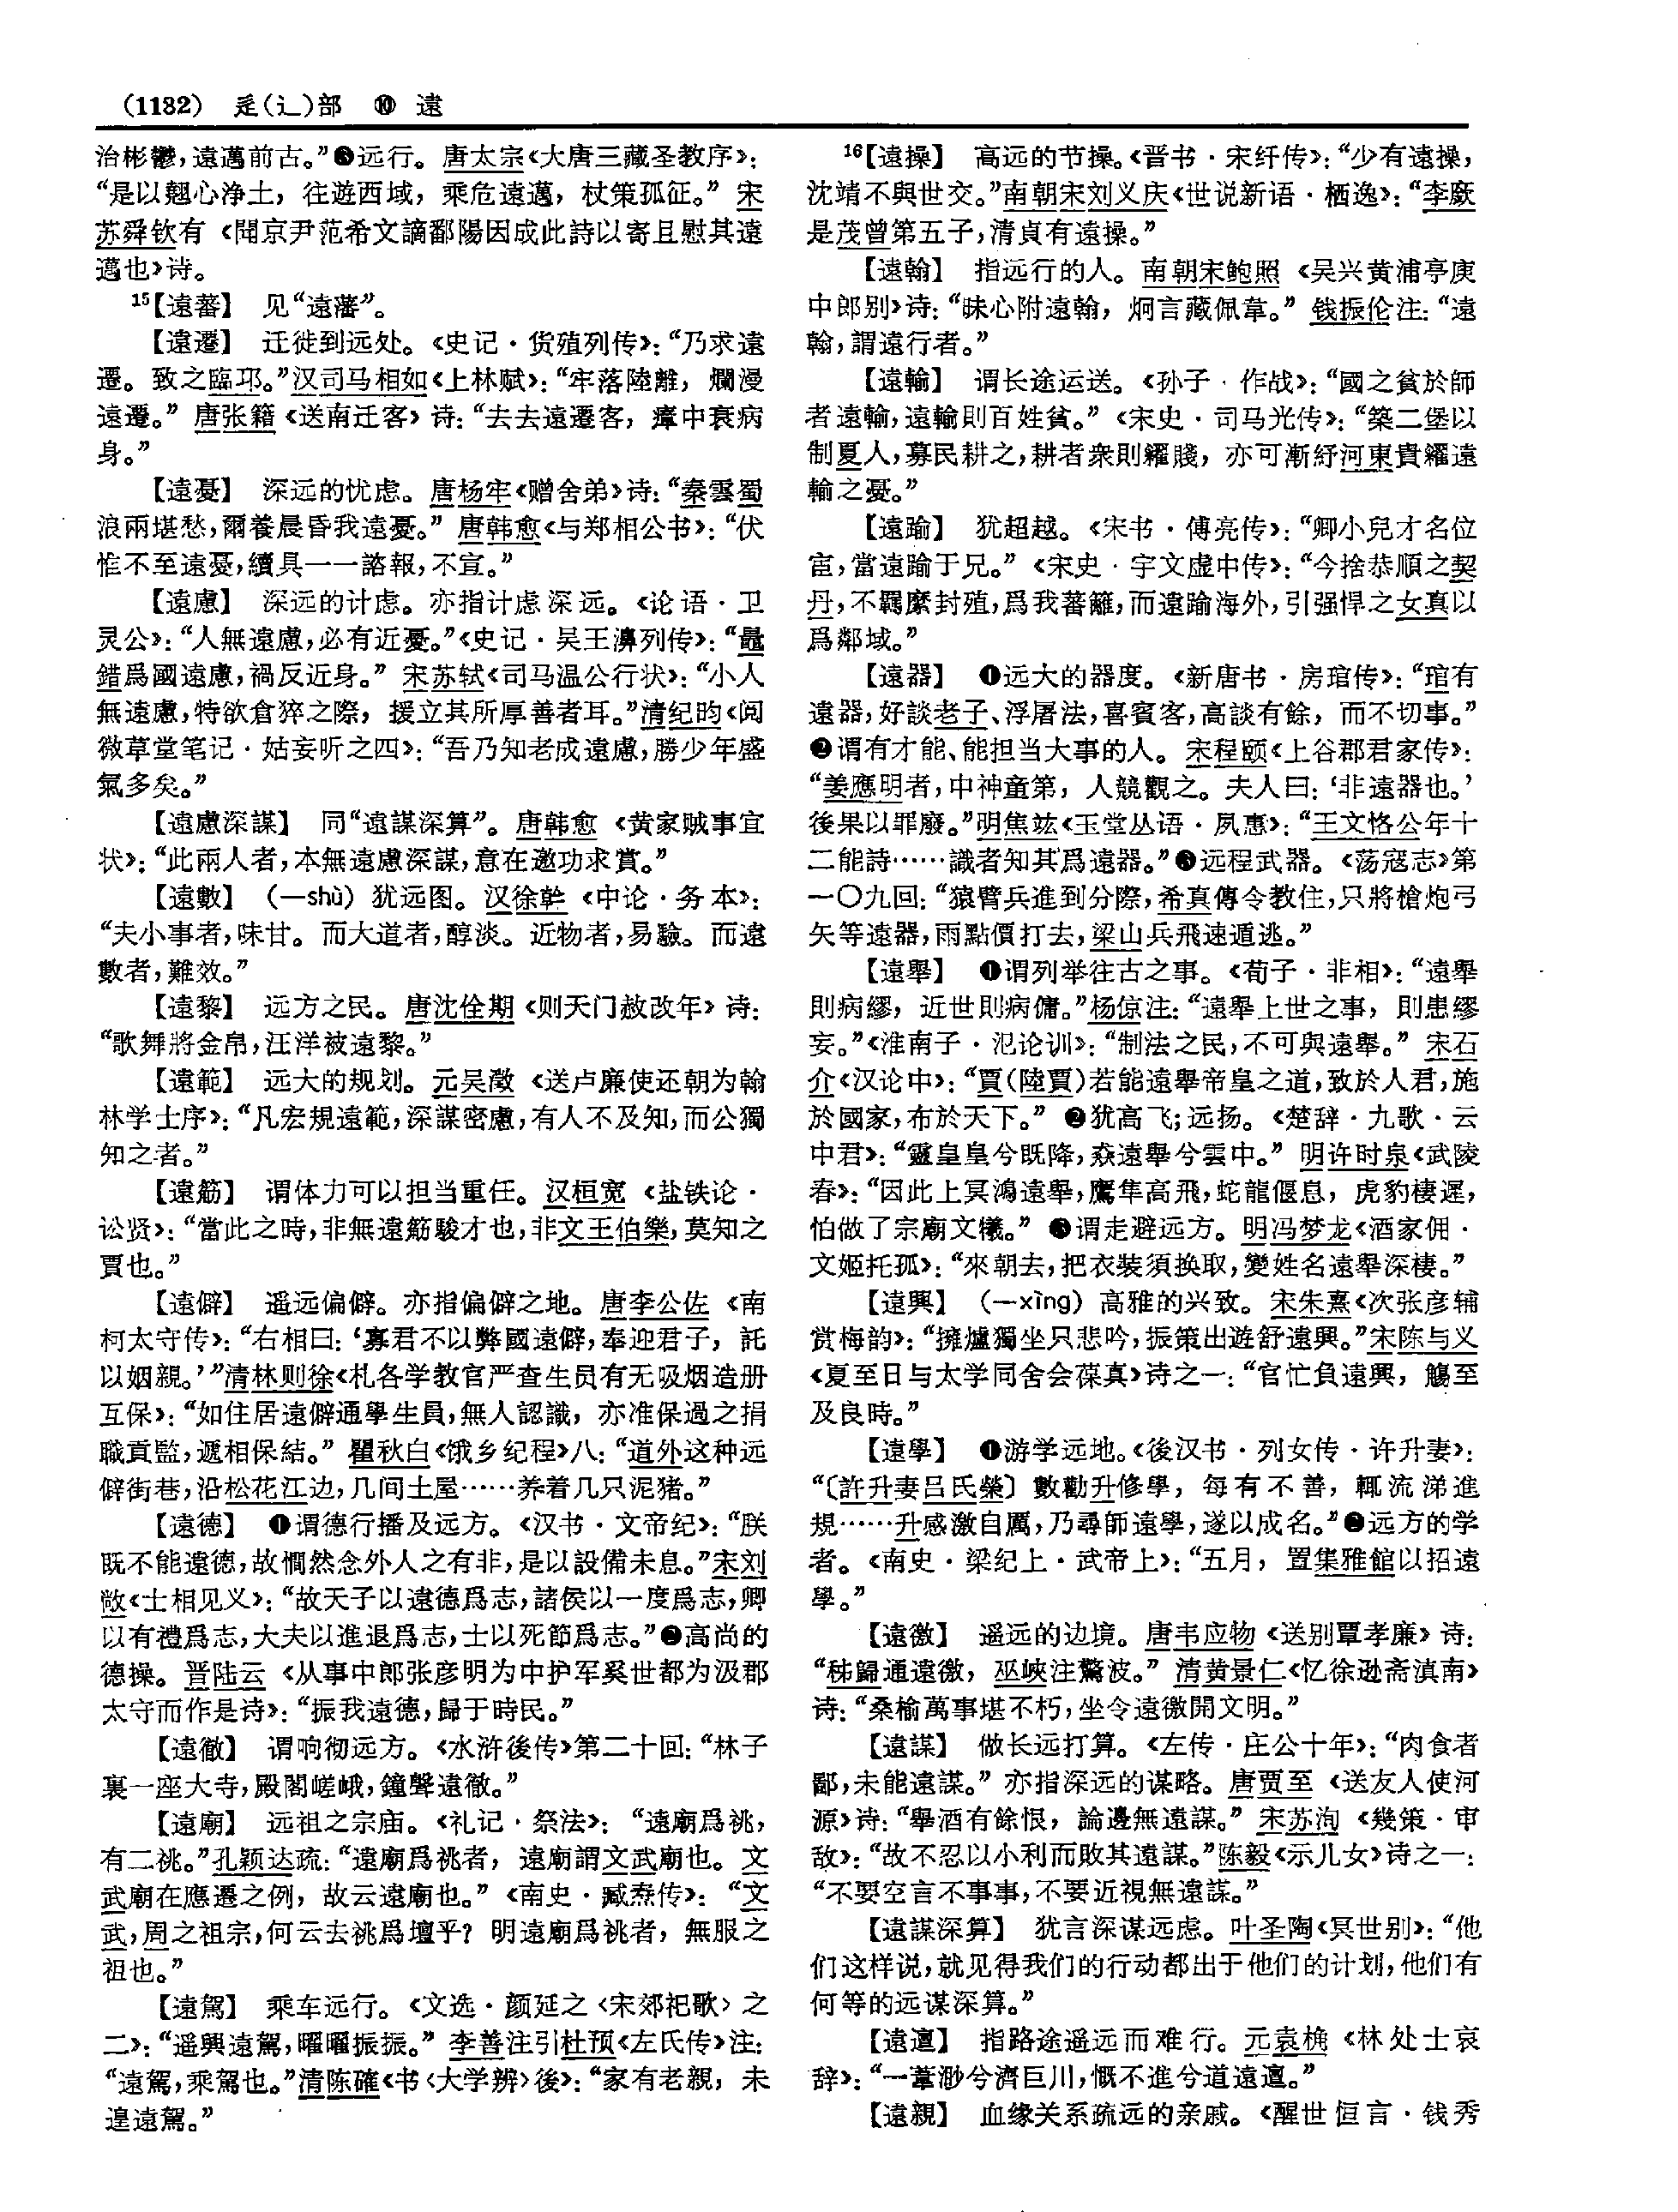 (1132) 辵(辶)部 ⑩ 遠
治彬鬱，遠邁前古。”❸远行。唐太宗《大唐三藏圣教序》：
“是以翹心净土，往遊西域，乘危遠邁，杖策孤征。”宋
苏舜钦有《聞京尹范希文謫鄱陽因成此詩以寄且慰其遠
邁也》诗。
15【遠蕃】 见“遠藩”。
【遠遷】 迁徙到远处。《史记·货殖列传》：“乃求遠
遷。致之臨邛。”汉司马相如《上林赋》：“牢落陸離，爛漫
遠遷。”唐张籍《送南迁客》诗：“去去遠遷客，瘴中衰病
身。”
【遠憂】 深远的忧虑。唐杨牢《赠舍弟》诗：“秦雲蜀
浪兩堪愁，爾養晨昏我遠憂。”唐韩愈《与郑相公书》：“伏
惟不至遠憂，續具一一諮報，不宣。”
【遠慮】 深远的计虑。亦指计虑深远。《论语·卫
灵公》：“人無遠慮，必有近憂。”《史记·吴王濞列传》：“鼂
錯爲國遠慮，禍反近身。”宋苏轼《司马温公行状》：“小人
無遠慮，特欲倉猝之際，援立其所厚善者耳。”清纪昀《阅
微草堂笔记·姑妄听之四》：“吾乃知老成遠慮，勝少年盛
氣多矣。”
【遠慮深謀】 同“遠謀深算”。唐韩愈《黄家贼事宜
状》：“此兩人者，本無遠慮深謀，意在邀功求賞。”
【遠數】 （—shù）犹远图。汉徐幹《中论·务本》：
“夫小事者，味甘。而大道者，醇淡。近物者，易驗。而遠
數者，難效。”
【遠黎】 远方之民。唐沈佺期《则天门赦改年》诗：
“歌舞將金帛，汪洋被遠黎。”
【遠範】 远大的规划。元吴澂《送卢廉使还朝为翰
林学士序》：“凡宏規遠範，深謀密慮，有人不及知，而公獨
知之者。”
【遠筋】 谓体力可以担当重任。汉桓宽《盐铁论·
讼贤》：“當此之時，非無遠筋駿才也，非文王伯樂，莫知之
賈也。”
【遠僻】 遥远偏僻。亦指偏僻之地。唐李公佐《南
柯太守传》：“右相曰：‘寡君不以弊國遠僻，奉迎君子，託
以姻親。’”清林则徐《札各学教官严查生员有无吸烟造册
互保》：“如住居遠僻通學生員，無人認識，亦准保過之捐
職貢監，遞相保結。”瞿秋白《饿乡纪程》八：“道外这种远
僻街巷，沿松花江边，几间土屋……养着几只泥猪。”
【遠德】 ❶谓德行播及远方。《汉书·文帝纪》：“朕
既不能遠德，故憪然念外人之有非，是以設備未息。”宋刘
敞《士相见义》：“故天子以遠德爲志，諸侯以一度爲志，卿
以有禮爲志，大夫以進退爲志，士以死節爲志。”❷高尚的
德操。晋陆云《从事中郎张彦明为中护军奚世都为汲郡
太守而作是诗》：“振我遠德，歸于時民。”
【遠徹】 谓响彻远方。《水浒後传》第二十回：“林子
裏一座大寺，殿閣嵯峨，鐘聲遠徹。”
【遠廟】 远祖之宗庙。《礼记·祭法》：“遠廟爲祧，
有二祧。”孔颖达疏：“遠廟爲祧者，遠廟謂文武廟也。文
武廟在應遷之例，故云遠廟也。”《南史·臧焘传》：“文
武，周之祖宗，何云去祧爲壇乎？明遠廟爲祧者，無服之
祖也。”
【遠駕】 乘车远行。《文选·颜延之〈宋郊祀歌〉之
二》：“遥興遠駕，曜曜振振。”李善注引杜预《左氏传》注：
“遠駕，乘駕也。”清陈確《书〈大学辨〉後》：“家有老親，未
遑遠駕。”
16【遠操】 高远的节操。《晋书·宋纤传》：“少有遠操，
沈靖不與世交。”南朝宋刘义庆《世说新语·栖逸》：“李廞
是茂曾第五子，清貞有遠操。”
【遠翰】 指远行的人。南朝宋鲍照《吴兴黄浦亭庾
中郎别》诗：“昧心附遠翰，炯言藏佩韋。”钱振伦注：“遠
翰，謂遠行者。”
【遠輸】 谓长途运送。《孙子·作战》：“國之貧於師
者遠輸，遠輸則百姓貧。”《宋史·司马光传》：“築二堡以
制夏人，募民耕之，耕者衆則糴賤，亦可漸紓河東貴糴遠
輸之憂。”
【遠踰】 犹超越。《宋书·傅亮传》：“卿小兒才名位
宦，當遠踰于兄。”《宋史·宇文虚中传》：“今捨恭順之契
丹，不羈縻封殖，爲我蕃籬，而遠踰海外，引强悍之女真以
爲鄰域。”
【遠器】 ❶远大的器度。《新唐书·房琯传》：“琯有
遠器，好談老子、浮屠法，喜賓客，高談有餘，而不切事。”
❷谓有才能、能担当大事的人。宋程颐《上谷郡君家传》：
“姜應明者，中神童第，人競觀之。夫人曰：‘非遠器也。’
後果以罪廢。”明焦竑《玉堂丛语·夙惠》：“王文恪公年十
二能詩……識者知其爲遠器。”❸远程武器。《荡寇志》第
一〇九回：“猿臂兵進到分際，希真傳令教住，只將槍炮弓
矢等遠器，雨點價打去，梁山兵飛速遁逃。”
【遠舉】 ❶谓列举往古之事。《荀子·非相》：“遠舉
則病繆，近世則病傭。”杨倞注：“遠舉上世之事，則患繆
妄。”《淮南子·氾论训》：“制法之民，不可與遠舉。”宋石
介《汉论中》：“賈（陸賈）若能遠舉帝皇之道，致於人君，施
於國家，布於天下。”❷犹高飞；远扬。《楚辞·九歌·云
中君》：“靈皇皇兮既降，猋遠舉兮雲中。”明许时泉《武陵
春》：“因此上冥鴻遠舉，鷹隼高飛，蛇龍偃息，虎豹棲遲，
怕做了宗廟文犧。”❸谓走避远方。明冯梦龙《酒家佣·
文姬托孤》：“來朝去，把衣裝須换取，變姓名遠舉深棲。”
【遠興】 （—xìng）高雅的兴致。宋朱熹《次张彦辅
赏梅韵》：“擁爐獨坐只悲吟，振策出遊舒遠興。”宋陈与义
《夏至日与太学同舍会葆真》诗之一：“官忙負遠興，觴至
及良時。”
【遠學】 ❶游学远地。《後汉书·列女传·许升妻》：
“〔許升妻吕氏榮〕數勸升修學，每有不善，輒流涕進
規……升感激自厲，乃尋師遠學，遂以成名。”❷远方的学
者。《南史·梁纪上·武帝上》：“五月，置集雅館以招遠
學。”
【遠徼】 遥远的边境。唐韦应物《送别覃孝廉》诗：
“秭歸通遠徼，巫峽注驚波。”清黄景仁《忆徐逊斋滇南》
诗：“桑榆萬事堪不朽，坐令遠徼開文明。”
【遠謀】 做长远打算。《左传·庄公十年》：“肉食者
鄙，未能遠謀。”亦指深远的谋略。唐贾至《送友人使河
源》诗：“舉酒有餘恨，論邊無遠謀。”宋苏洵《幾策·审
敌》：“故不忍以小利而敗其遠謀。”陈毅《示儿女》诗之一：
“不要空言不事事，不要近視無遠謀。”
【遠謀深算】 犹言深谋远虑。叶圣陶《冥世别》：“他
们这样说，就见得我们的行动都出于他们的计划，他们有
何等的远谋深算。”
【遠邅】 指路途遥远而难行。元袁桷《林处士哀
辞》：“一葦渺兮濟巨川，慨不進兮道遠邅。”
【遠親】 血缘关系疏远的亲戚。《醒世恒言·钱秀